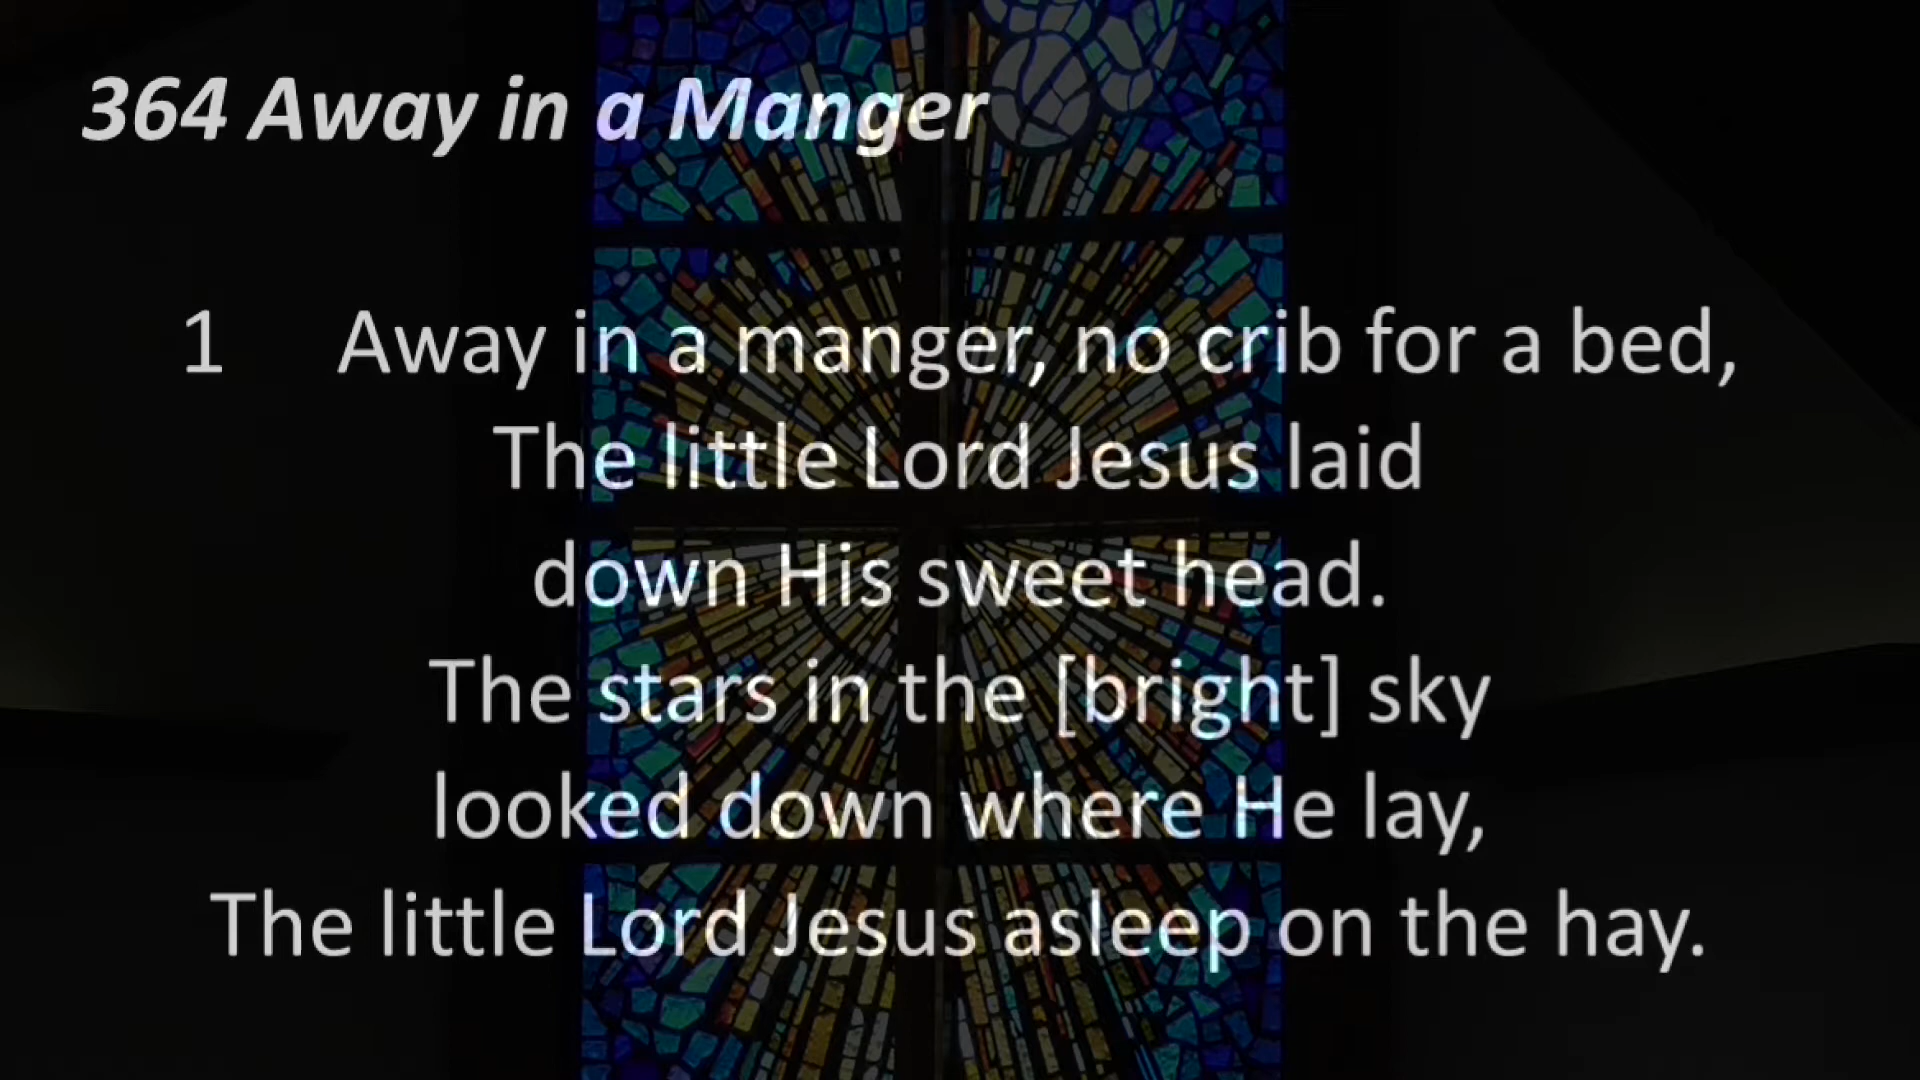 364 Away in a Manger
1 Away in a manger, no crib for a bed,
The little Lord Jesus laid
down His sweet head.
The stars in the [bright] sky
looked down where He lay,
The little Lord Jesus asleep on the hay.